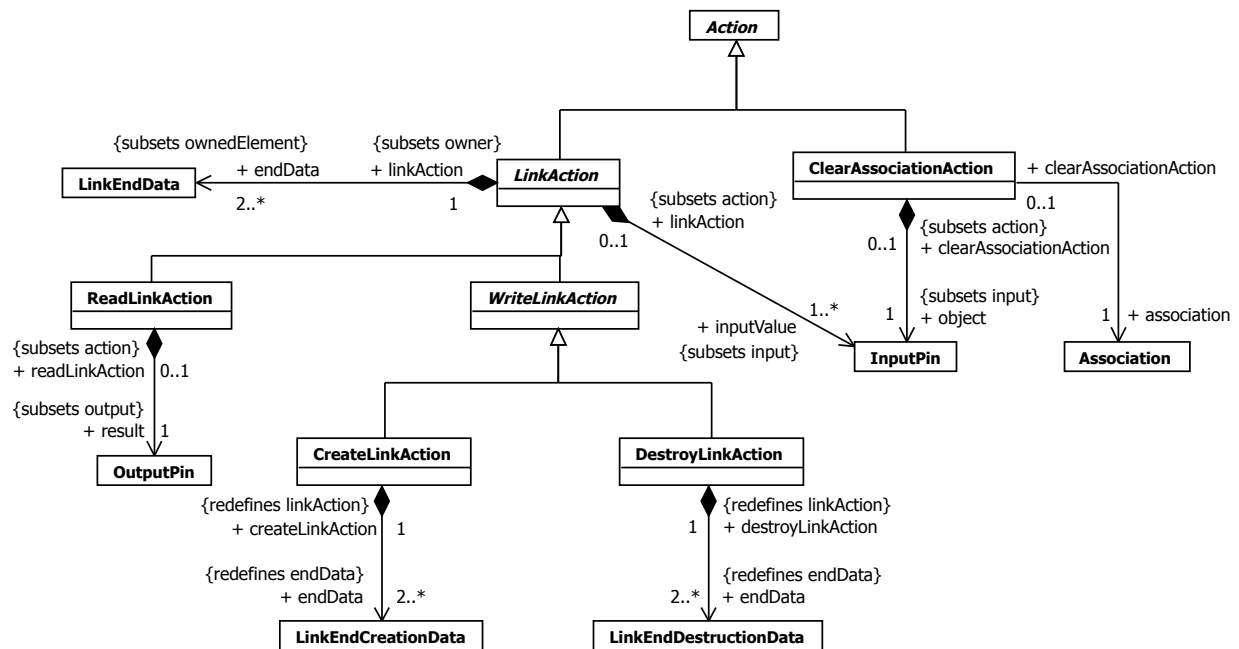 Action
{subsets ownedElement}
{subsets owner}
+ endData
+ linkAction
LinkEndData
2..*
1
LinkAction
ClearAssociationAction
+ clearAssociationAction
0..1
{subsets action}
+ linkAction
0..1
{subsets action}
+ clearAssociationAction
0..1
ReadLinkAction
WriteLinkAction
{subsets input}
+ object
1
1..*
+ inputValue
{subsets input}
1
+ association
InputPin
Association
{subsets action}
+ readLinkAction
0..1
{subsets output}
+ result
1
OutputPin
CreateLinkAction
DestroyLinkAction
{redefines linkAction}
+ createLinkAction
1
{redefines linkAction}
+ destroyLinkAction
1
{redefines endData}
+ endData
2..*
{redefines endData}
+ endData
2..*
LinkEndCreationData
LinkEndDestructionData